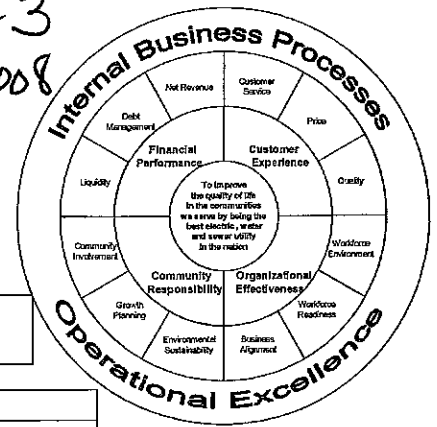 3
008
Internal Business Processes
Net Revenue
Customer
Service
Debt
Management
Price
Financial
Performance
Customer
Experience
Liquidity
Quality
To improve
the quality of life
in the communities
we serve by being the
best electric, water
and sewer utility
in the nation
Community
Involvement
Workforce
Environment
Community
Responsibility
Organizational
Effectiveness
Growth
Planning
Workforce
Readiness
Environmental
Sustainability
Business
Alignment
Operational Excellence